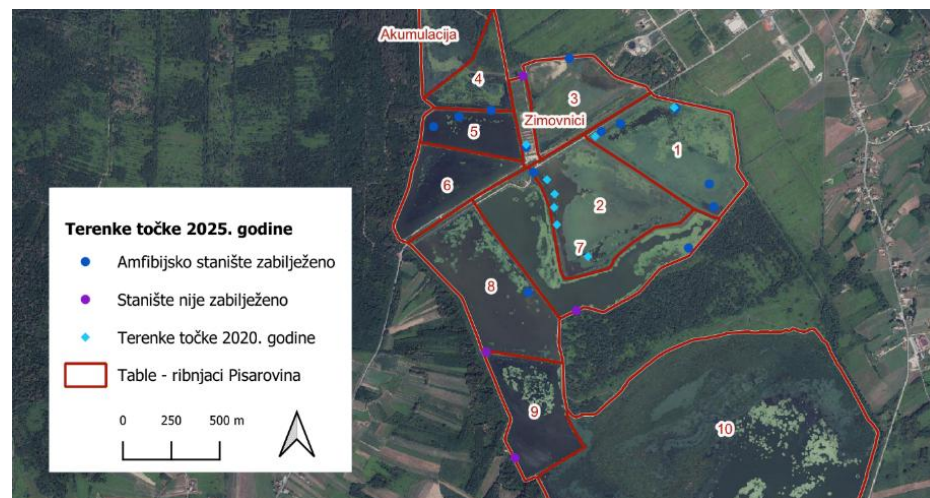 Akumulacija
4
3
Zimovnici
5
1
6
2
7
8
9
10
Terenke točke 2025. godine
Amfibijsko stanište zabilježeno
Stanište nije zabilježeno
Terenke točke 2020. godine
Table - ribnjaci Pisarovina
0 250 500 m